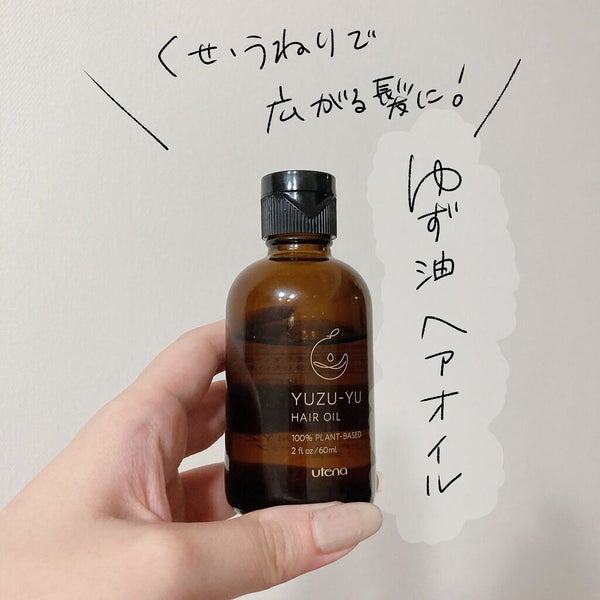 くせ、うねりで
広がる髪に!
ゆず油 ヘアオイル
YUZU-YU
HAIR OIL
100% PLANT-BASED
2 fl oz/60ml
utena